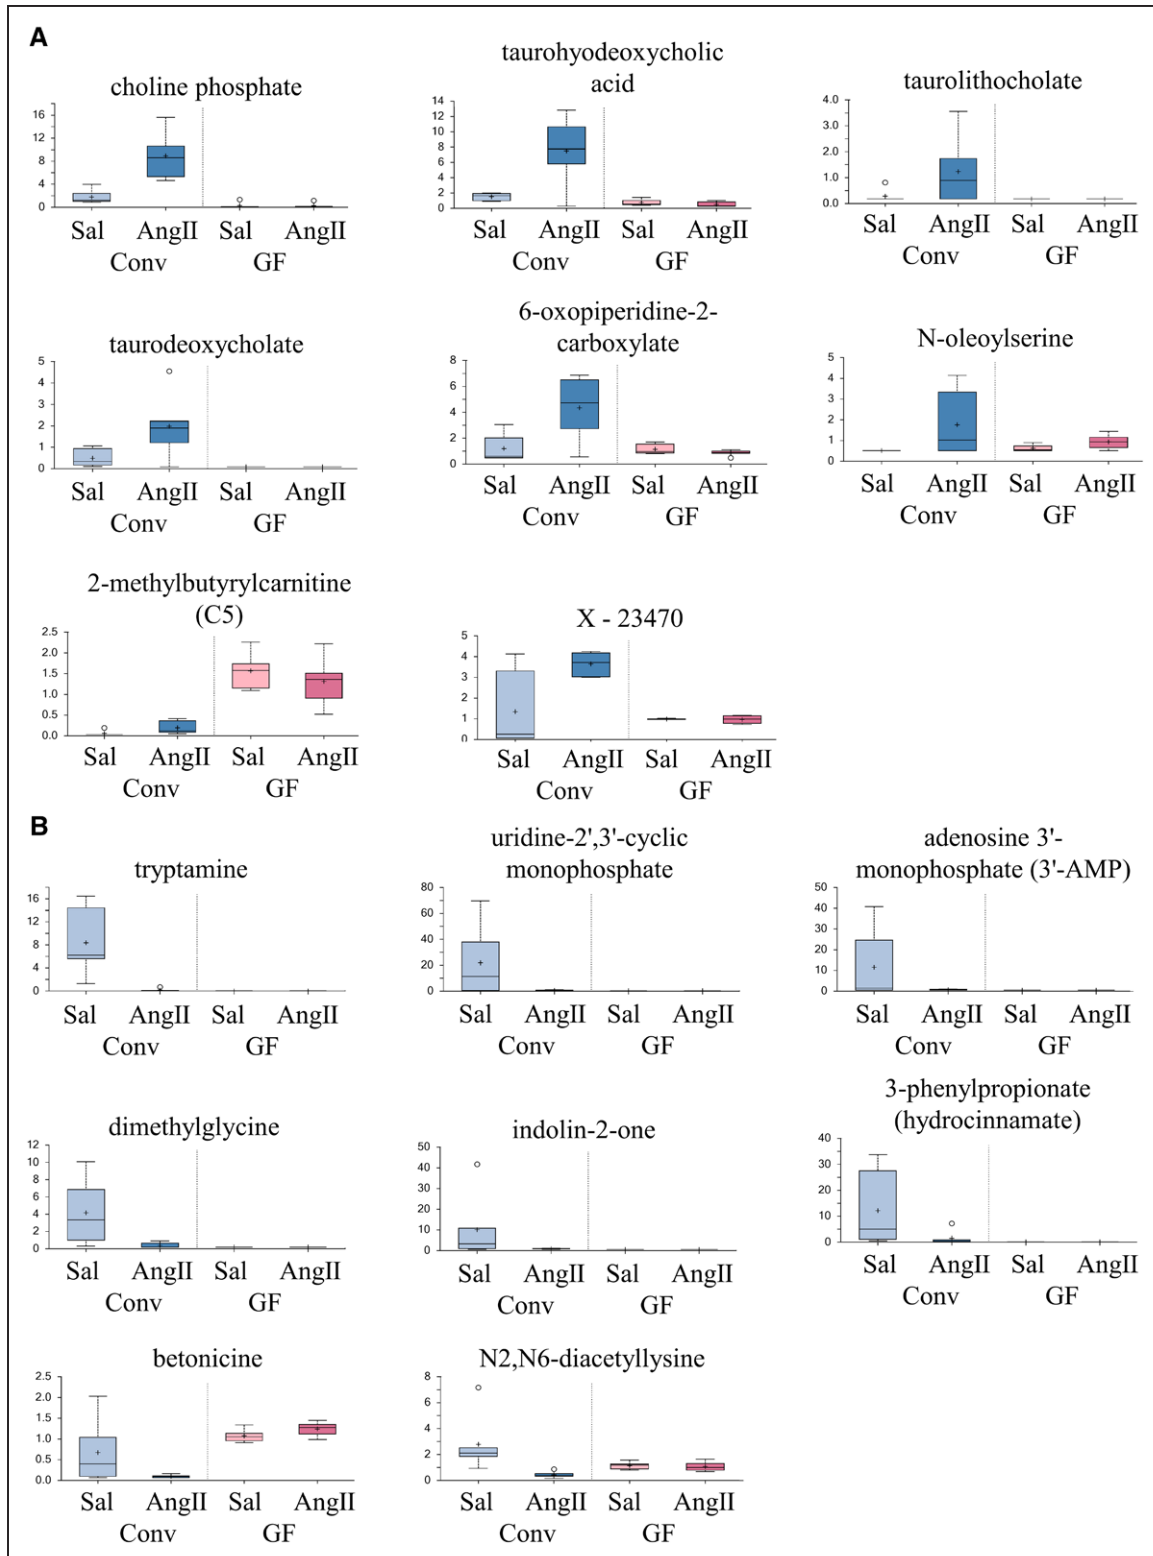 A
choline phosphate
16
12
8
4
0
Sal AngII Sal AngII
Conv GF
taurohyodeoxycholic
acid
14
12
10
8
6
4
2
0
Sal AngII Sal AngII
Conv GF
taurolithocholate
4.0
3.0
2.0
1.0
0.0
Sal AngII Sal AngII
Conv GF
taurodeoxycholate
5
4
3
2
1
0
Sal AngII Sal AngII
Conv GF
6-oxopiperidine-2-
carboxylate
8
6
4
2
0
Sal AngII Sal AngII
Conv GF
N-oleoylserine
5
4
3
2
1
0
Sal AngII Sal AngII
Conv GF
2-methylbutyrylcarnitine
(C5)
2.5
2.0
1.5
1.0
0.5
0.0
Sal AngII Sal AngII
Conv GF
X - 23470
5
4
3
2
1
0
Sal AngII Sal AngII
Conv GF
B
tryptamine
16
12
8
4
0
Sal AngII Sal AngII
Conv GF
uridine-2',3'-cyclic
monophosphate
80
60
40
20
0
Sal AngII Sal AngII
Conv GF
adenosine 3'-
monophosphate (3'-AMP)
50
40
30
20
10
0
Sal AngII Sal AngII
Conv GF
dimethylglycine
12
10
8
6
4
2
0
Sal AngII Sal AngII
Conv GF
indolin-2-one
50
40
30
20
10
0
Sal AngII Sal AngII
Conv GF
3-phenylpropionate
(hydrocinnamate)
40
30
20
10
0
Sal AngII Sal AngII
Conv GF
betonicine
2.5
2.0
1.5
1.0
0.5
0.0
Sal AngII Sal AngII
Conv GF
N2,N6-diacetyllysine
8
6
4
2
0
Sal AngII Sal AngII
Conv GF